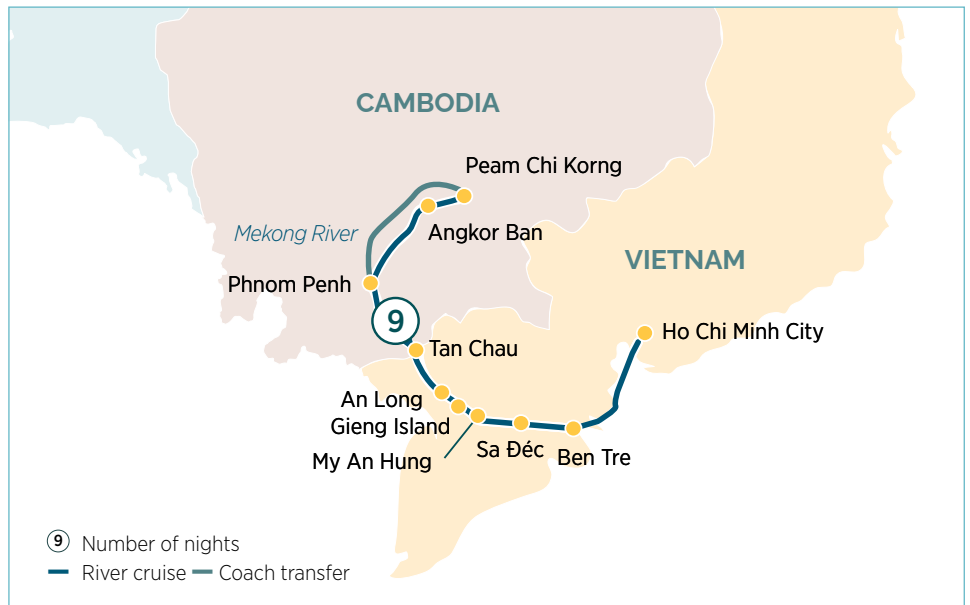 CAMBODIA
Peam Chi Korng
Mekong River
Angkor Ban
VIETNAM
Phnom Penh
9
Ho Chi Minh City
Tan Chau
An Long
Gieng Island
My An Hung
Sa Déc
Ben Tre
9 Number of nights
River cruise
Coach transfer